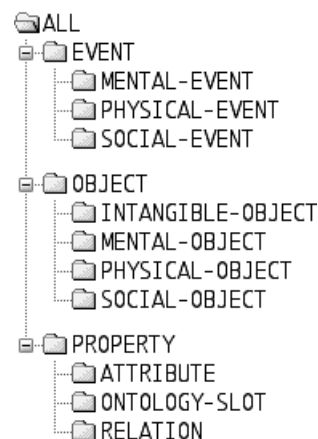 ALL
EVENT
MENTAL-EVENT
PHYSICAL-EVENT
SOCIAL-EVENT
OBJECT
INTANGIBLE-OBJECT
MENTAL-OBJECT
PHYSICAL-OBJECT
SOCIAL-OBJECT
PROPERTY
ATTRIBUTE
ONTOLOGY-SLOT
RELATION